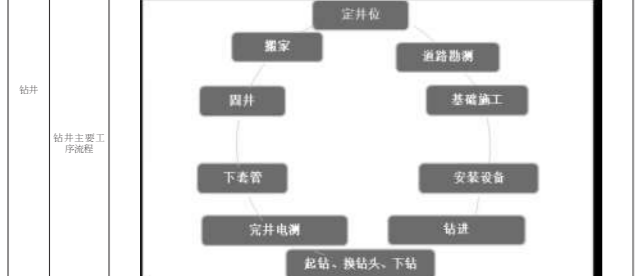 钻井
钻井主要工
序流程
定井位
道路勘测
基础施工
安装设备
钻进
起钻、换钻头、下钻
完井电测
下套管
固井
搬家